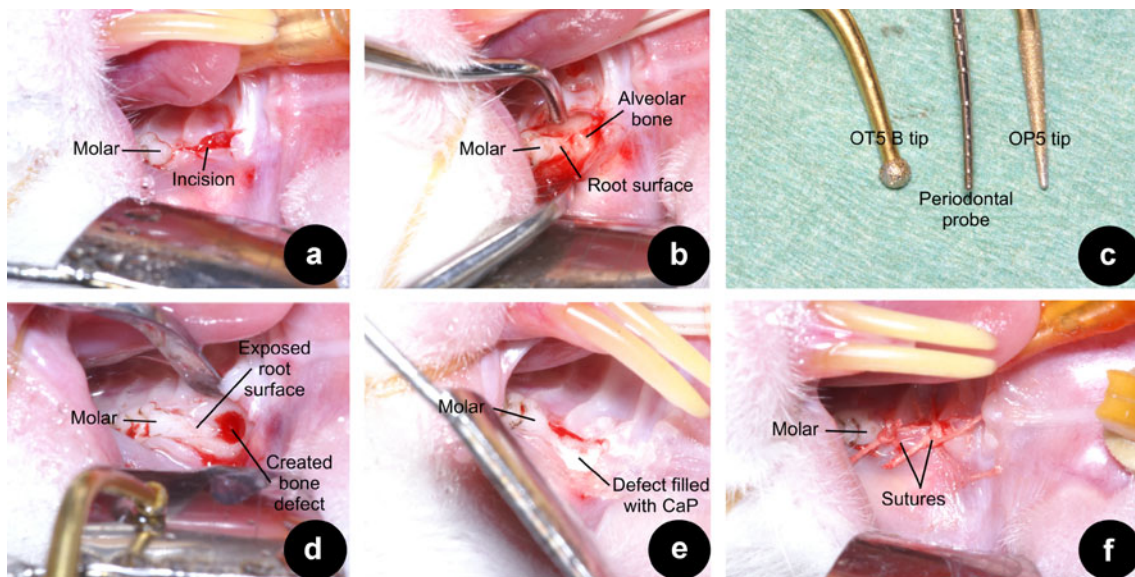 Molar
Incision
a
Alveolar
bone
Molar
Root surface
b
OT5 B tip
OP5 tip
Periodontal
probe
c
Exposed
root
surface
Molar
Created
bone
defect
d
Molar
Defect filled
with CaP
e
Molar
Sutures
f